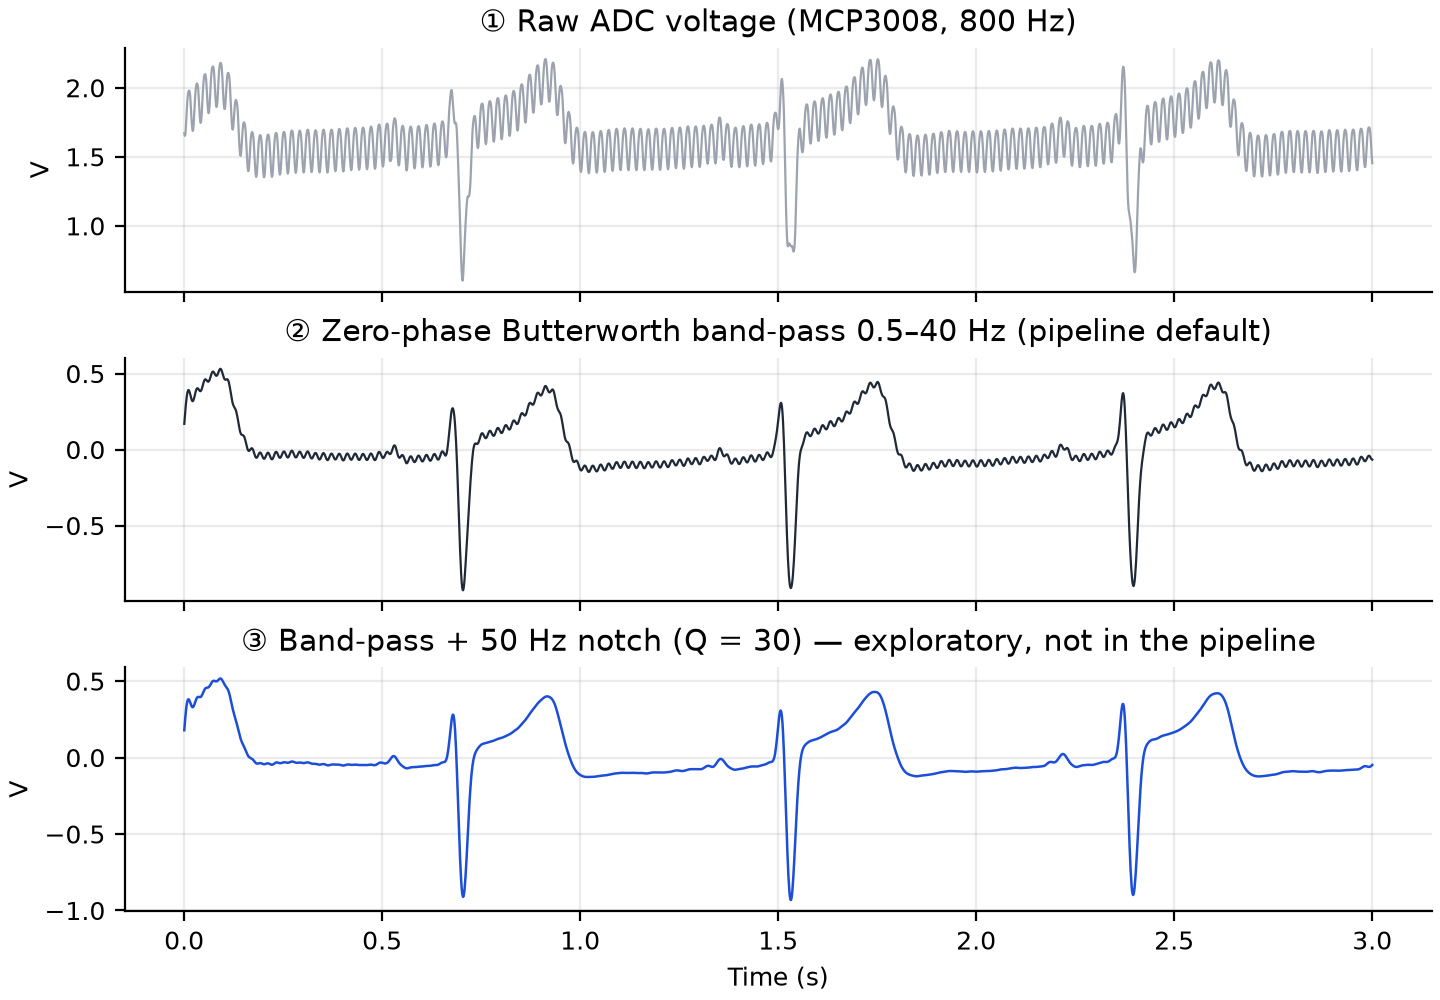 ① Raw ADC voltage (MCP3008, 800 Hz)
2.0
1.5
1.0
V
② Zero-phase Butterworth band-pass 0.5–40 Hz (pipeline default)
0.5
0.0
−0.5
V
③ Band-pass + 50 Hz notch (Q = 30) — exploratory, not in the pipeline
0.5
0.0
−0.5
−1.0
V
0.0 0.5 1.0 1.5 2.0 2.5 3.0
Time (s)